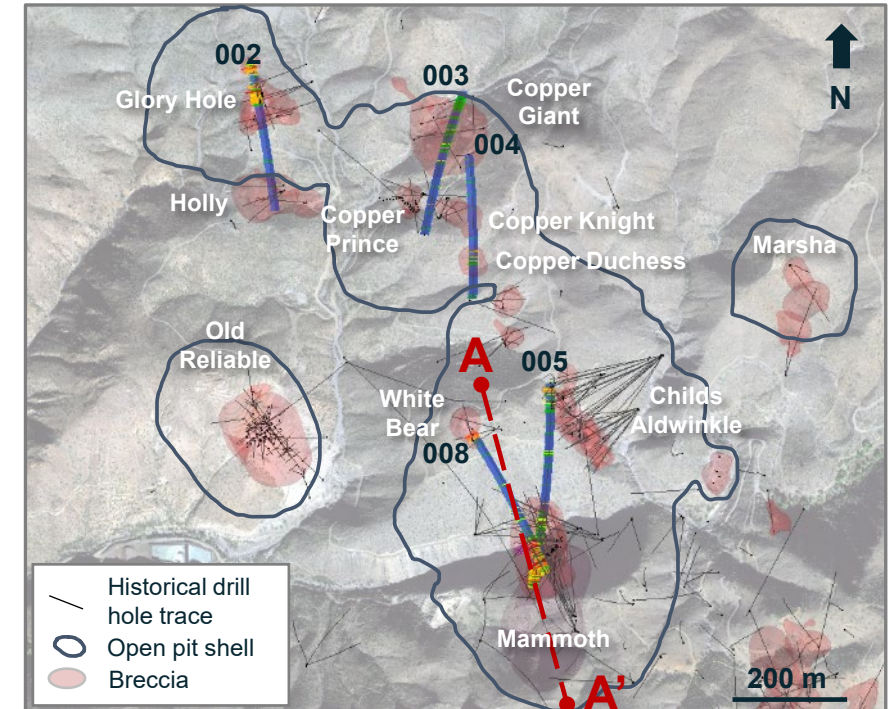 002
003
Copper
Giant
N
Glory Hole
004
Holly
Copper
Prince
Copper Knight
Copper Duchess
Marsha
Old
Reliable
A
005
White
Bear
Childs
Aldwinkle
008
Mammoth
A'
200 m
Historical drill
hole trace
Open pit shell
Breccia